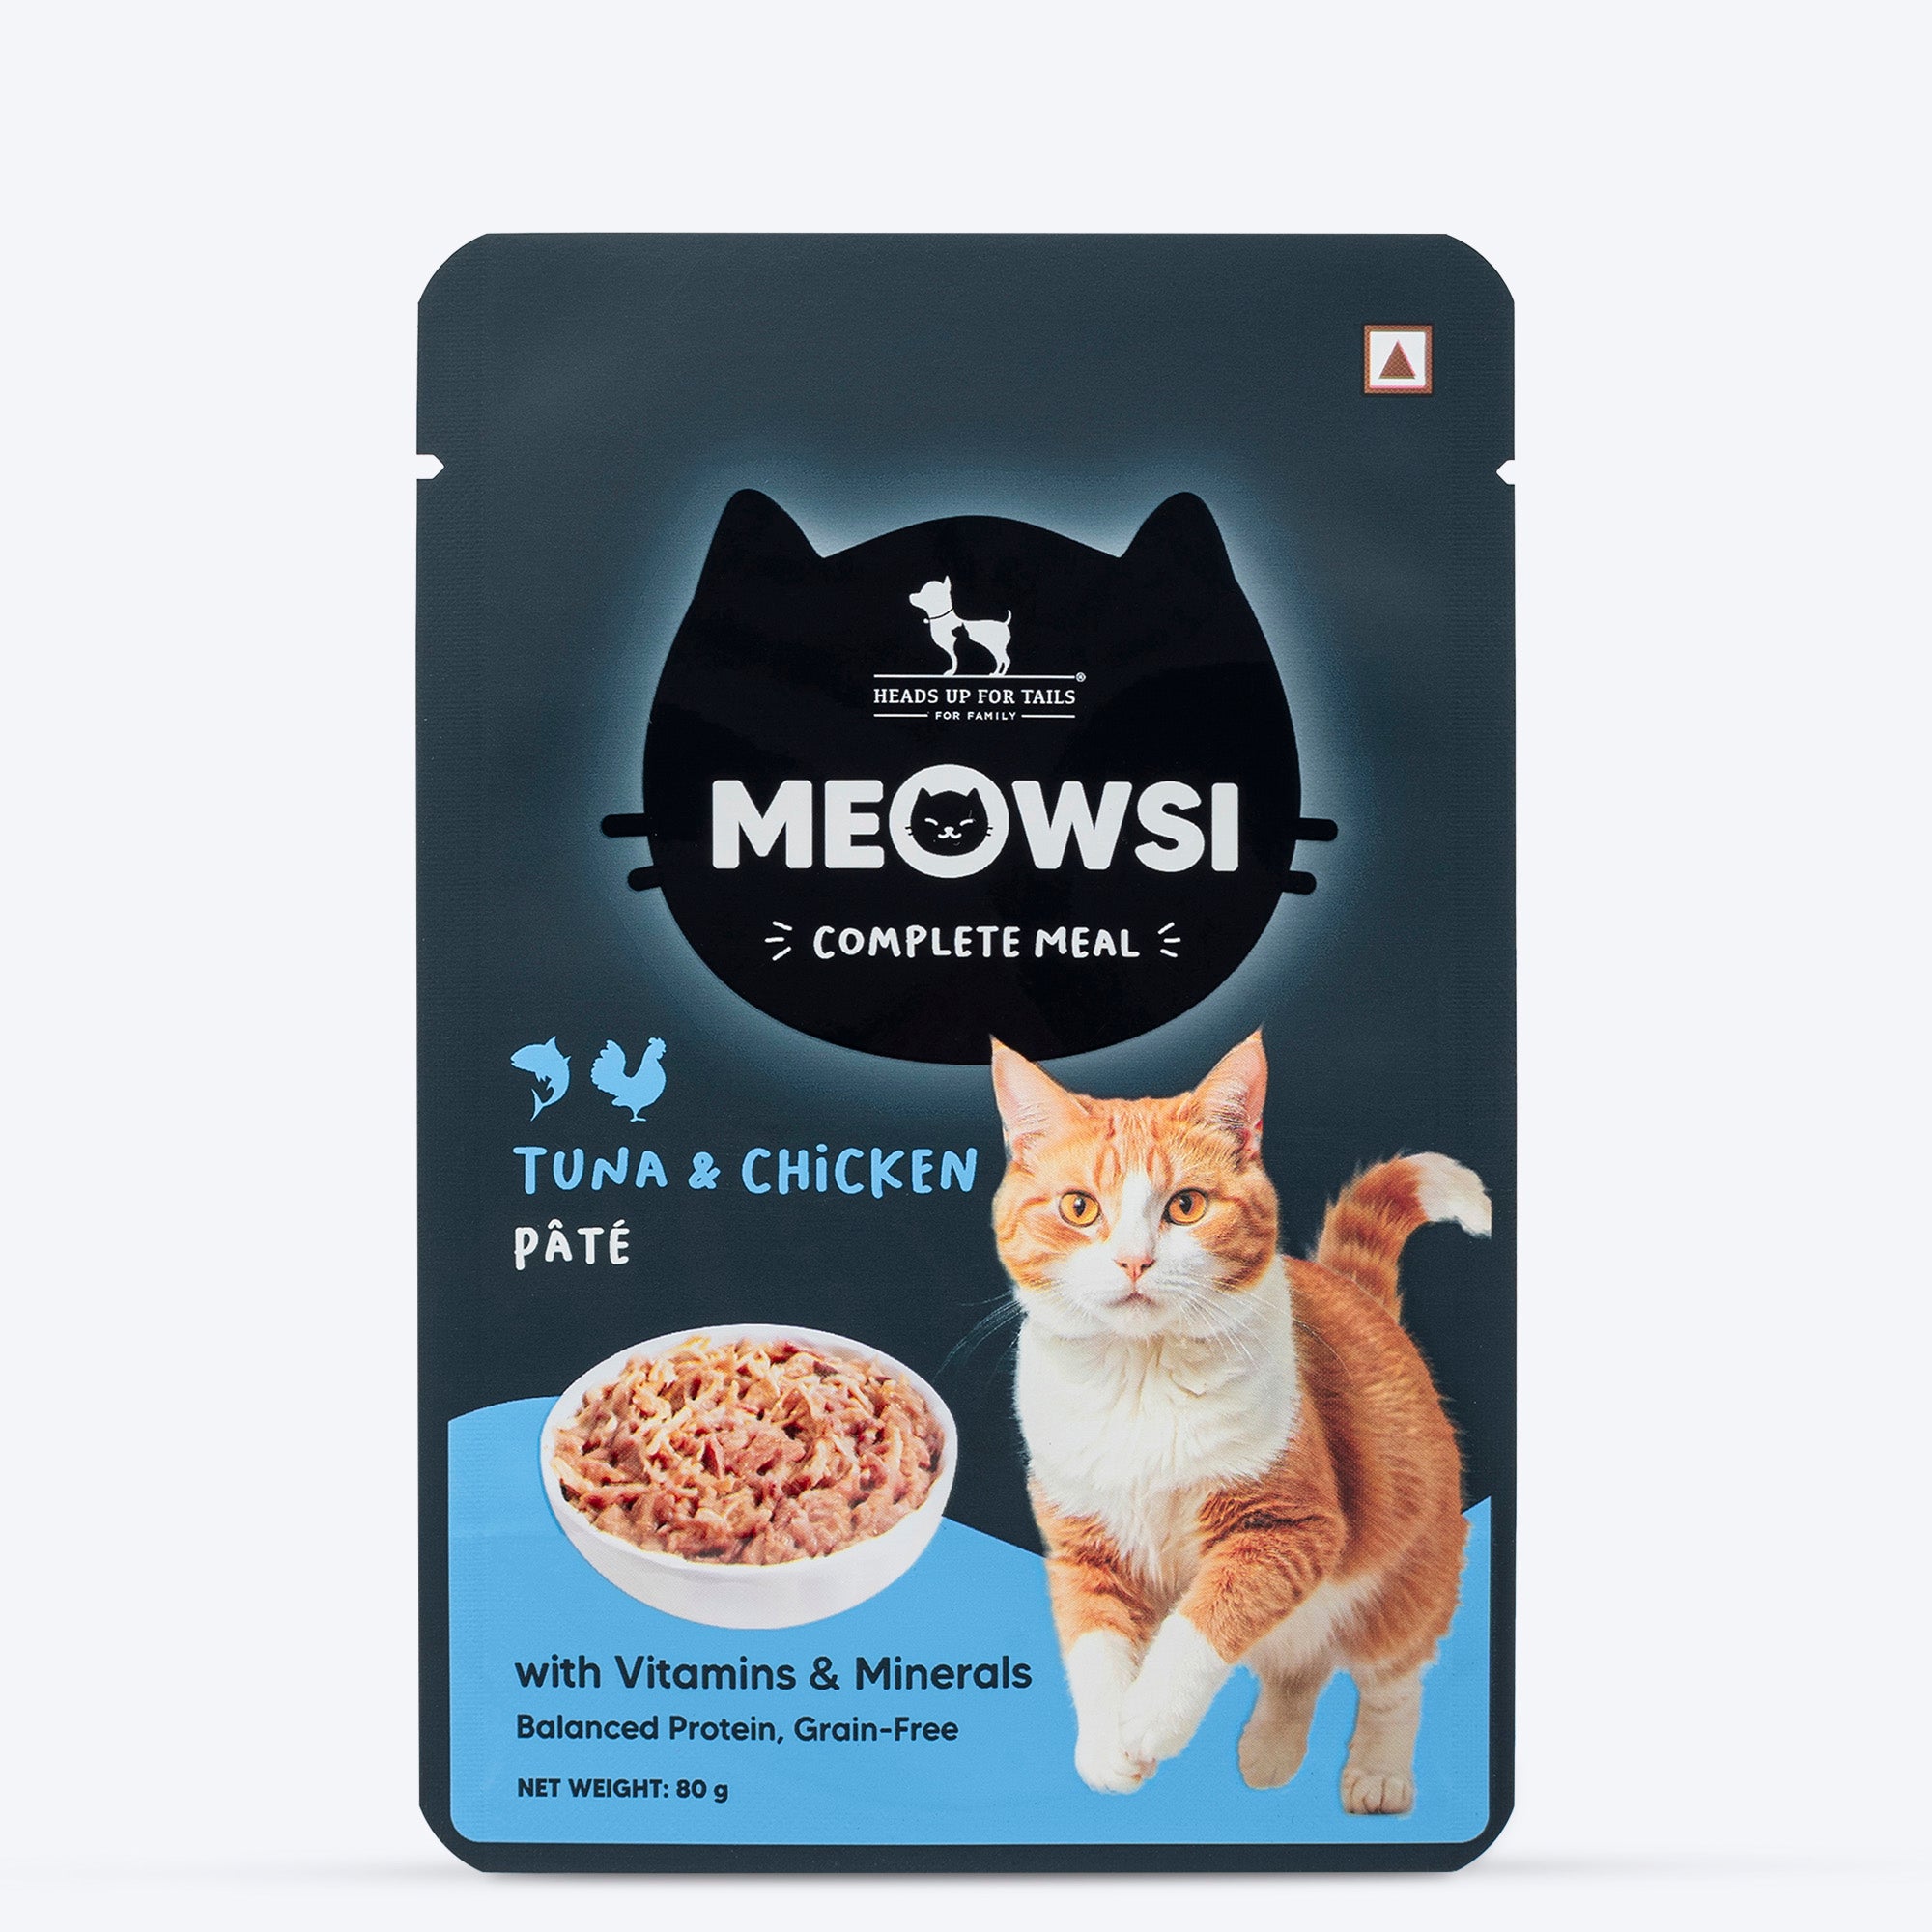 HEADS UP FOR TAILS®
FOR FAMILY
MEOWSI
COMPLETE MEAL
TUNA & CHiCKEN
PÂTÉ
with Vitamins & Minerals
Balanced Protein, Grain-Free
NET WEIGHT: 80 g